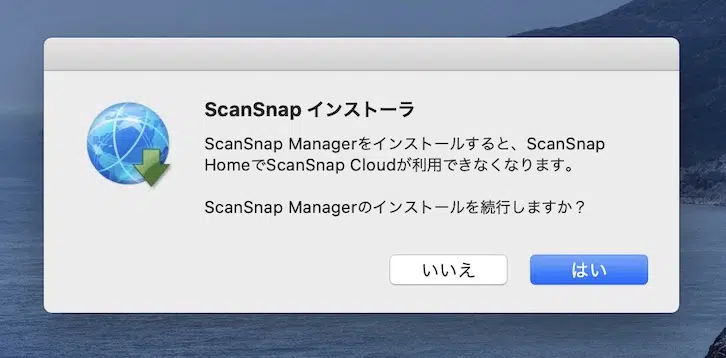 ScanSnap インストーラ
ScanSnap Managerをインストールすると、ScanSnap
HomeでScanSnap Cloudが利用できなくなります。
ScanSnap Managerのインストールを続行しますか？
いいえ
はい